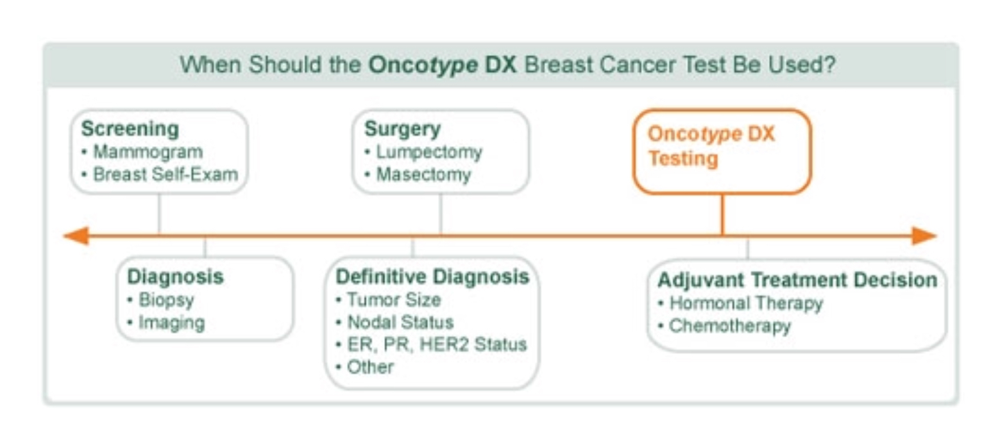 When Should the Oncotype DX Breast Cancer Test Be Used?
Screening
• Mammogram
• Breast Self-Exam
Surgery
• Lumpectomy
• Masectomy
Oncotype DX
Testing
Diagnosis
• Biopsy
• Imaging
Definitive Diagnosis
• Tumor Size
• Nodal Status
• ER, PR, HER2 Status
• Other
Adjuvant Treatment Decision
• Hormonal Therapy
• Chemotherapy